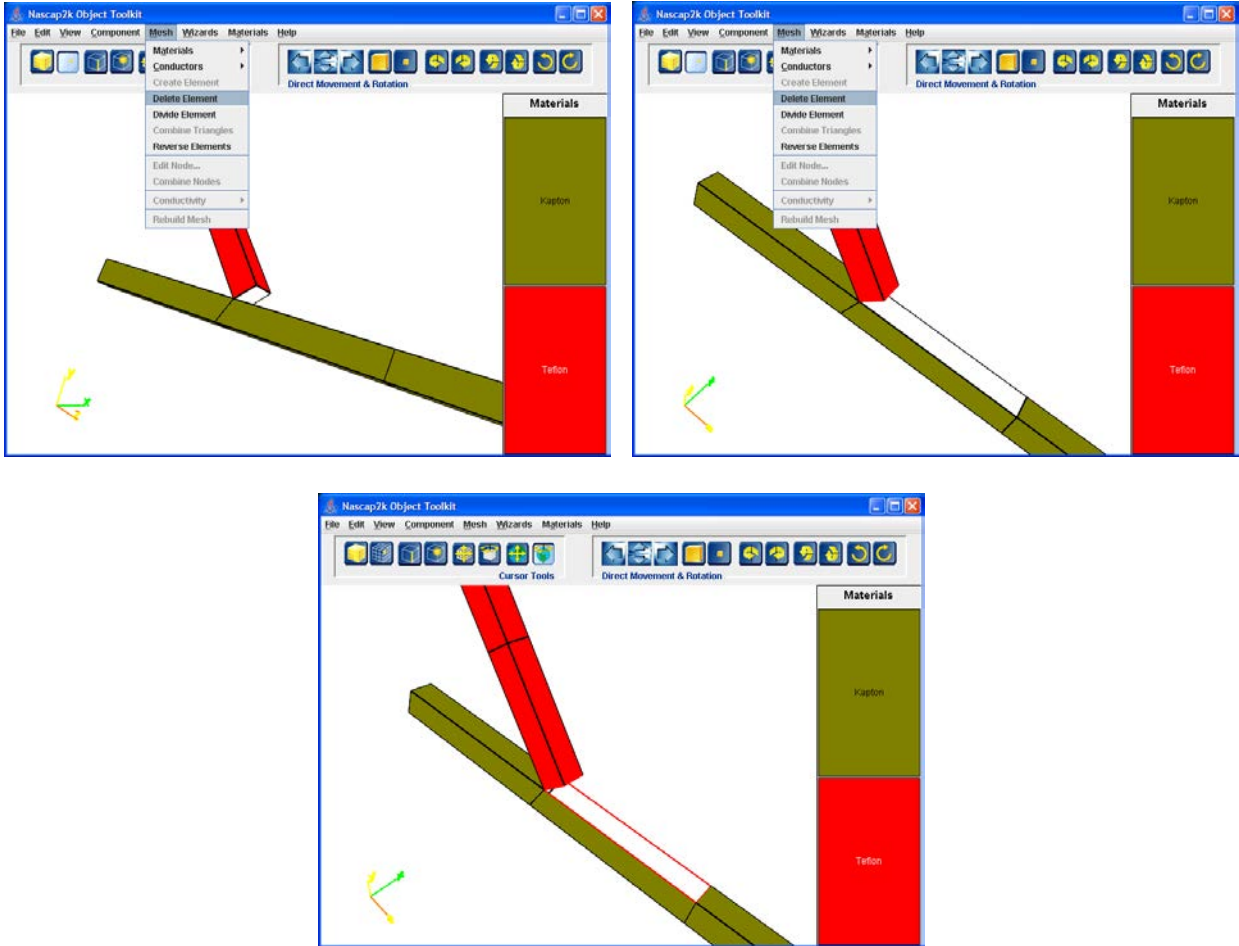 Nascap2k Object Toolkit
File Edit View Component Mesh Wizards Materials Help
Materials
Conductors
Create Element
Delete Element
Divide Element
Combine Triangles
Reverse Elements
Edit Node...
Combine Nodes
Conductivity
Rebuild Mesh
Direct Movement & Rotation
Materials
Kapton
Teflon
y
x
z
Nascap2k Object Toolkit
File Edit View Component Mesh Wizards Materials Help
Materials
Conductors
Create Element
Delete Element
Divide Element
Combine Triangles
Reverse Elements
Edit Node...
Combine Nodes
Conductivity
Rebuild Mesh
Direct Movement & Rotation
Materials
Kapton
Teflon
Nascap2k Object Toolkit
File Edit View Component Mesh Wizards Materials Help
Cursor Tools
Direct Movement & Rotation
Materials
Kapton
Teflon